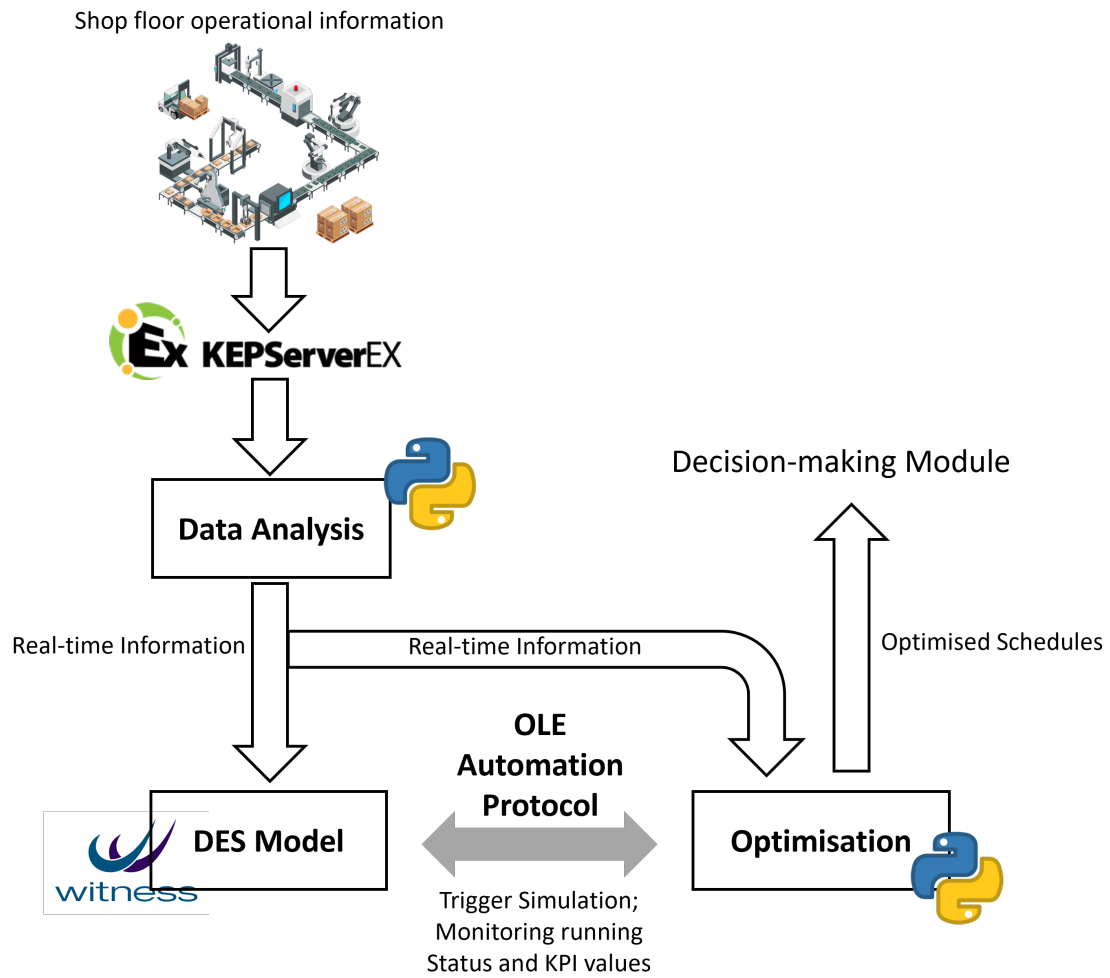 Shop floor operational information
Ex KEPServerEX
Data Analysis
Decision-making Module
Real-time Information
Real-time Information
Optimised Schedules
OLE
Automation
Protocol
DES Model
witness
Optimisation
Trigger Simulation;
Monitoring running
Status and KPI values